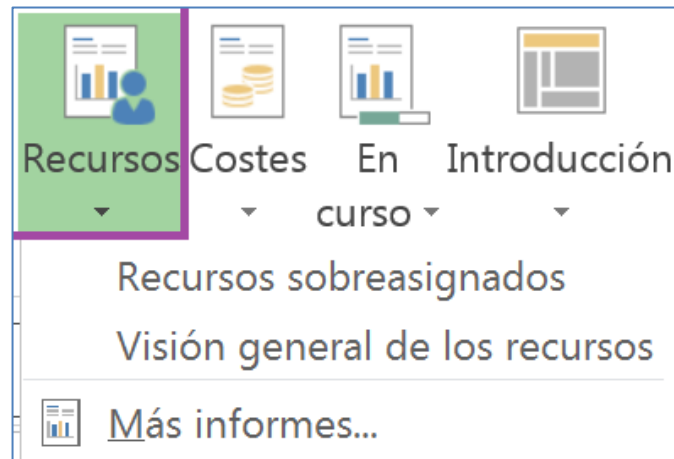 Recursos Costes En Introducción
curso
Recursos sobreasignados
Visión general de los recursos
Más informes...